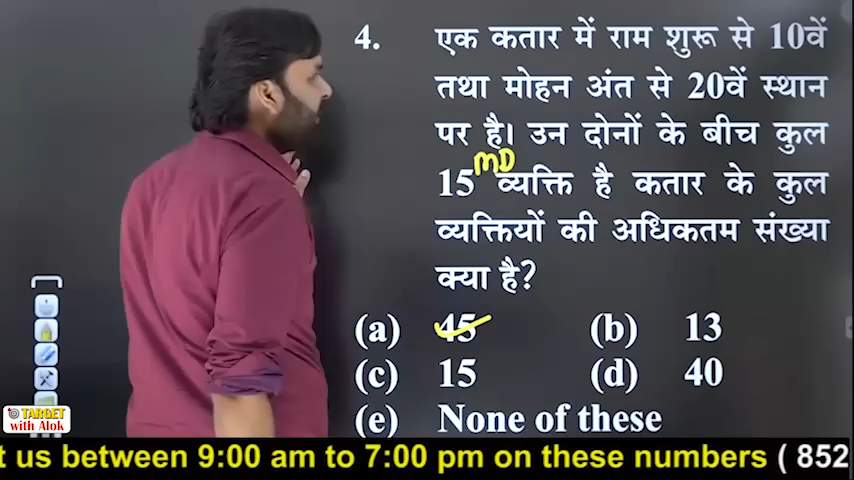 4. एक कतार में राम शुरू से 10वें
तथा मोहन अंत से 20वें स्थान
पर है। उन दोनों के बीच कुल
MD
15 व्यक्ति है कतार के कुल
व्यक्तियों की अधिकतम संख्या
क्या है?
(a) 45 (b) 13
(c) 15 (d) 40
(e) None of these
TARGET
with Alok
t us between 9:00 am to 7:00 pm on these numbers ( 852